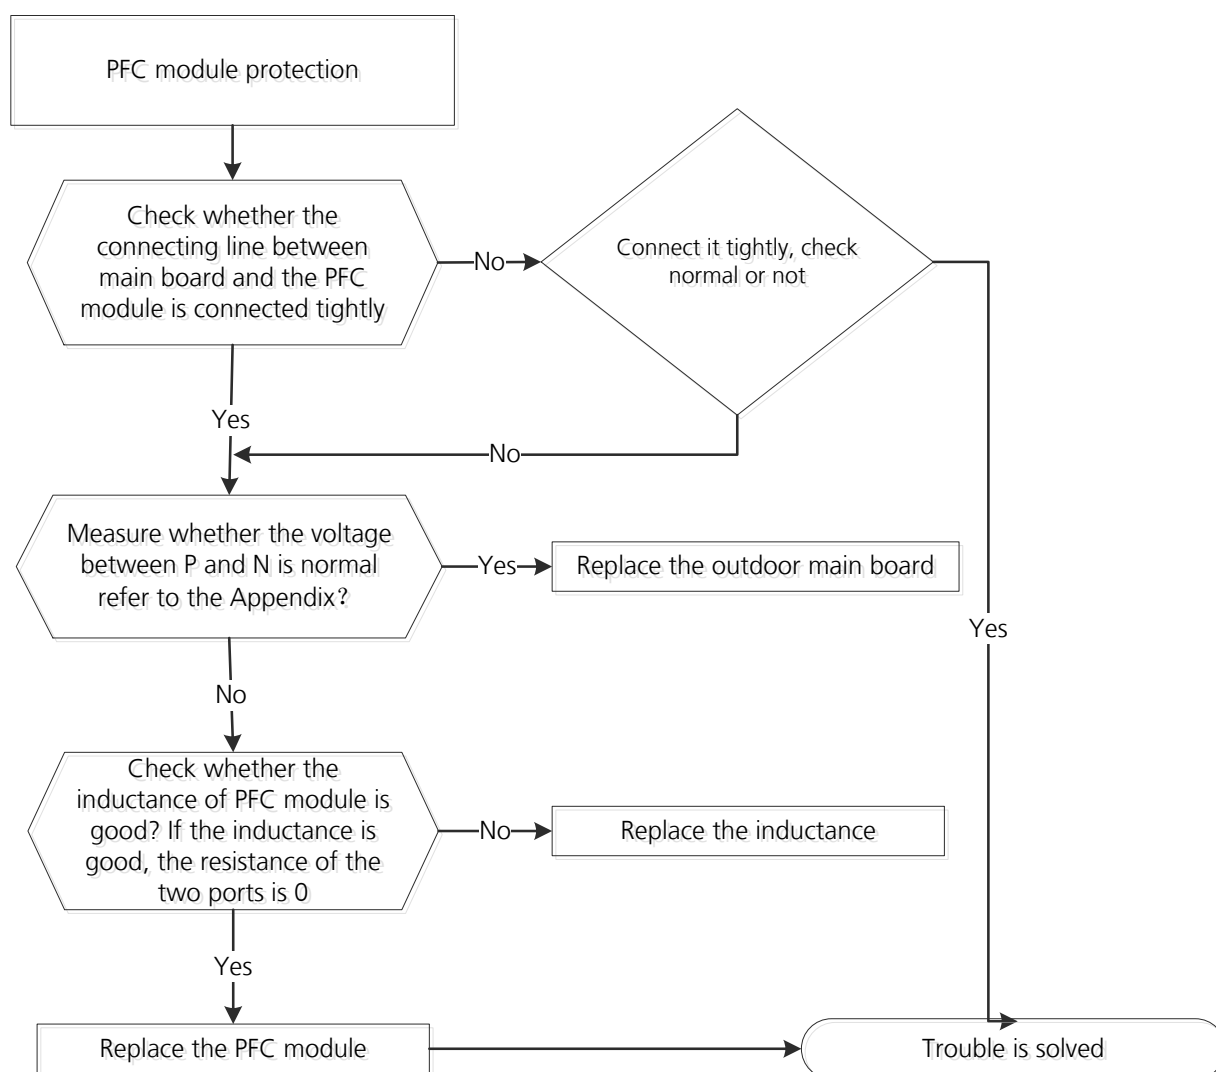 PFC module protection
Check whether the
connecting line between
main board and the PFC
module is connected tightly
No
Connect it tightly, check
normal or not
Yes
No
Measure whether the voltage
between P and N is normal
refer to the Appendix?
Yes
Replace the outdoor main board
Yes
No
Check whether the
inductance of PFC module is
good? If the inductance is
good, the resistance of the
two ports is 0
No
Replace the inductance
Yes
Replace the PFC module
Trouble is solved